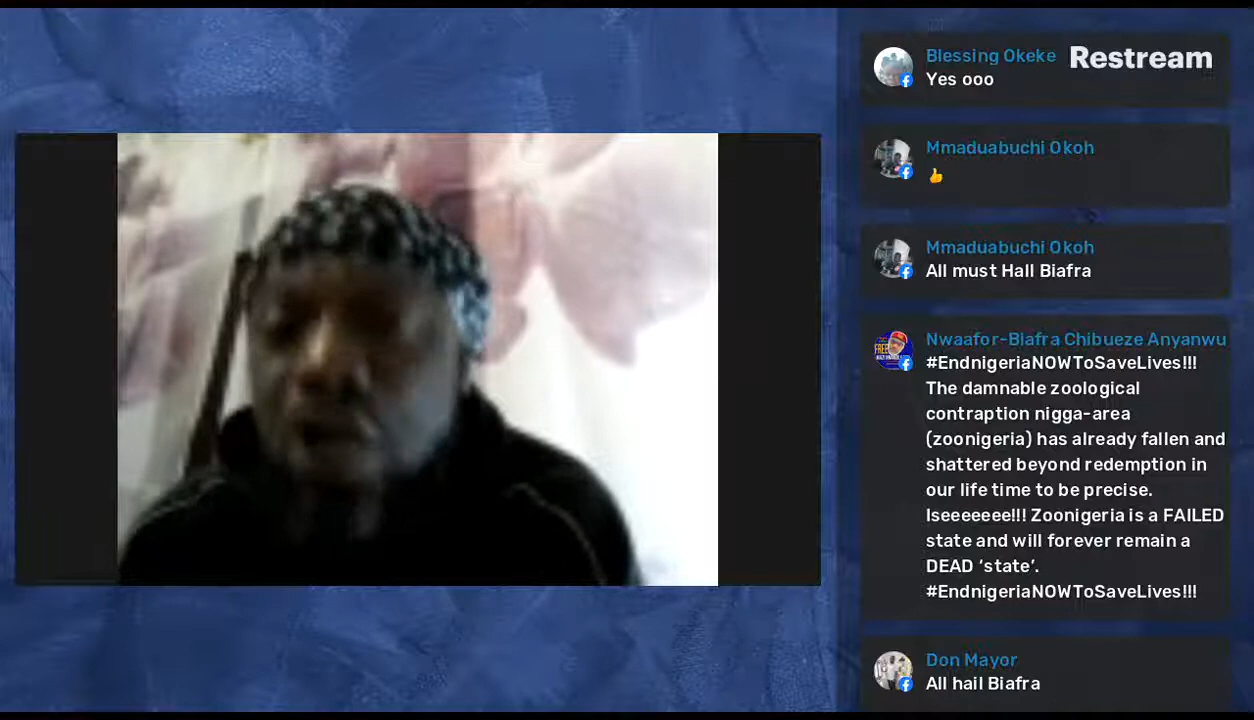 Restream
Blessing Okeke
Yes ooo
Mmaduabuchi Okoh
👍
Mmaduabuchi Okoh
All must Hall Biafra
Nwaafor-Biafra Chibueze Anyanwu
#EndnigeriaNOWToSaveLives!!!
The damnable zoological
contraption nigga-area
(zoonigeria) has already fallen and
shattered beyond redemption in
our life time to be precise.
Iseeeeeee!!! Zoonigeria is a FAILED
state and will forever remain a
DEAD ‘state’.
#EndnigeriaNOWToSaveLives!!!
Don Mayor
All hail Biafra